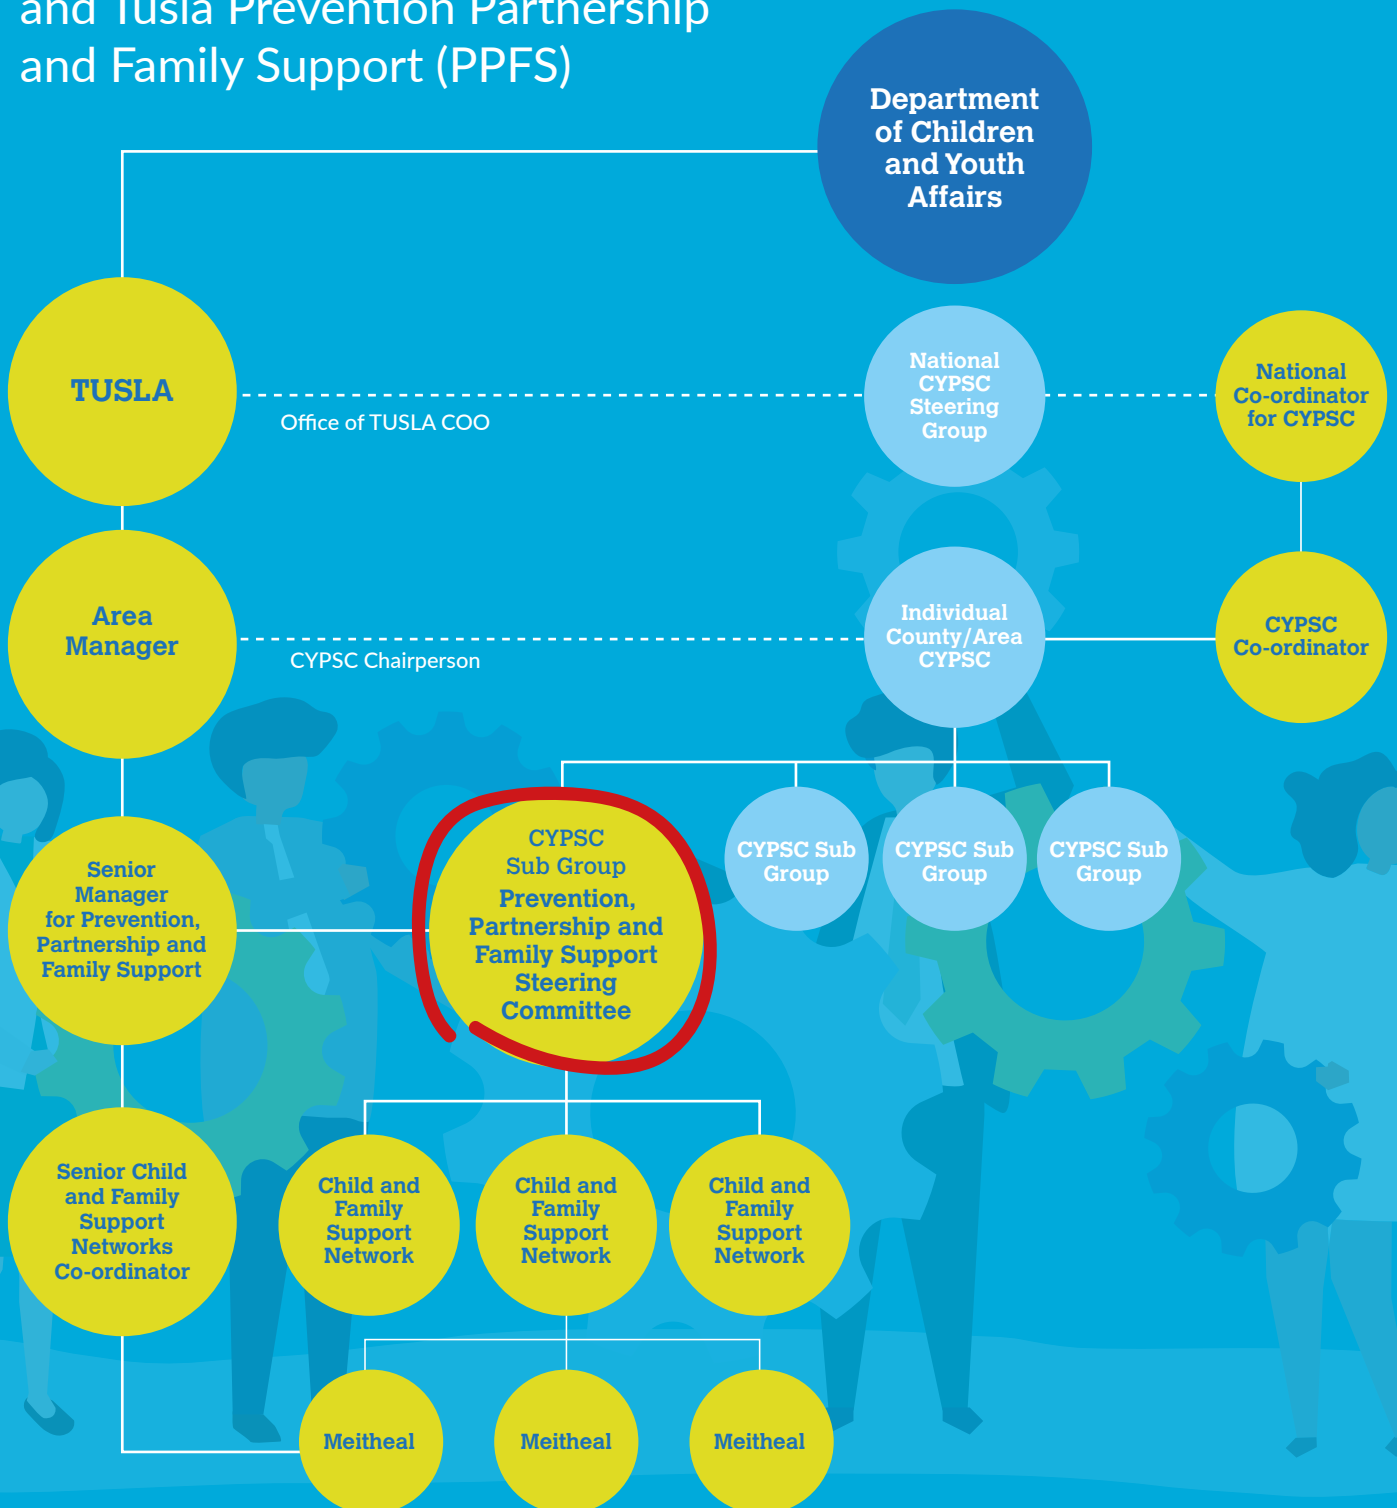 and Tusla Prevention Partnership
and Family Support (PPFS)
Department
of Children
and Youth
Affairs
TUSLA
Office of TUSLA COO
National
CYPSC
Steering
Group
National
Co-ordinator
for CYPSC
Area
Manager
CYPSC Chairperson
Individual
County/Area
CYPSC
CYPSC
Co-ordinator
Senior
Manager
for Prevention,
Partnership and
Family Support
CYPSC
Sub Group
Prevention,
Partnership and
Family Support
Steering
Committee
CYPSC Sub
Group
CYPSC Sub
Group
CYPSC Sub
Group
Senior Child
and Family
Support
Networks
Co-ordinator
Child and
Family
Support
Network
Child and
Family
Support
Network
Child and
Family
Support
Network
Meitheal
Meitheal
Meitheal